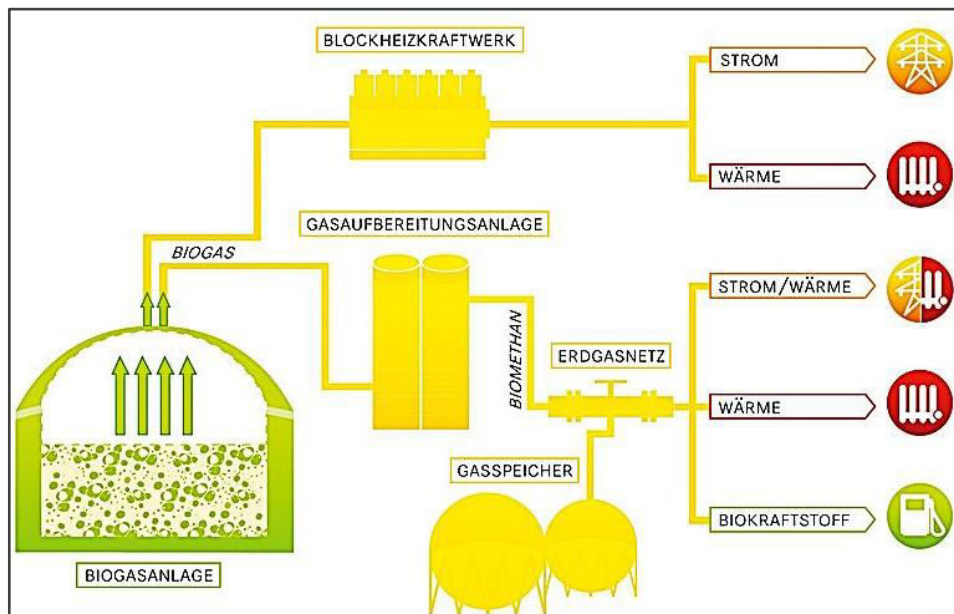 BLOCKHEIZKRAFTWERK
STROM
WÄRME
GASAUFBEREITUNGSANLAGE
BIOGAS
STROM/WÄRME
BIOMETHAN
ERDGASNETZ
WÄRME
GASSPEICHER
BIOKRAFTSTOFF
BIOGASANLAGE